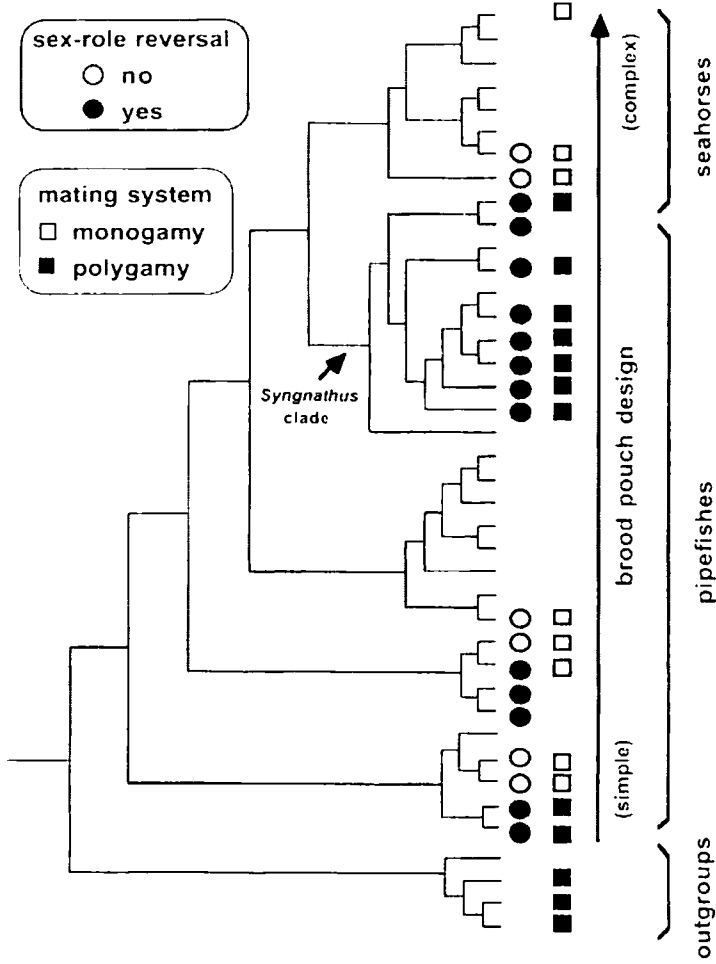 sex-role reversal
no
yes
mating system
monogamy
polygamy
Syngnathus
clade
(complex)
brood pouch design
(simple)
seahorses
pipefishes
outgroups